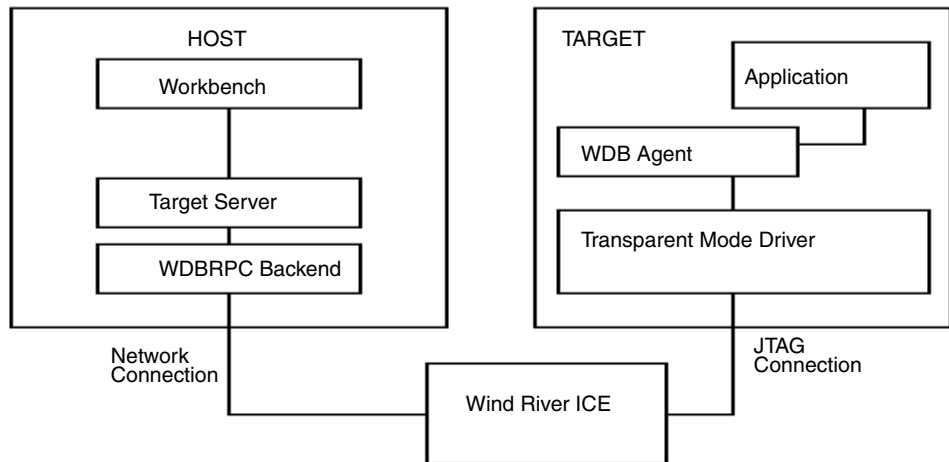 HOST
Workbench
Target Server
WDBRPC Backend
TARGET
Application
WDB Agent
Transparent Mode Driver
Network
Connection
JTAG
Connection
Wind River ICE